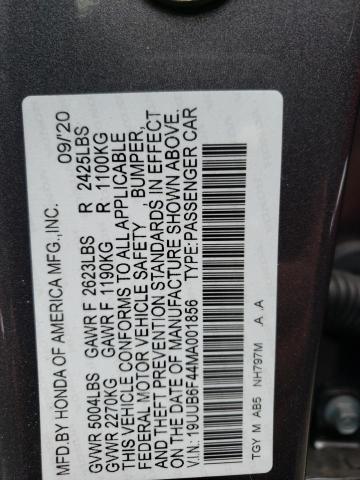 MFD.BY HONDA OF AMERICA MFG.,INC. 09/20
GVWR 5004LBS GAWR F 2623LBS R 2425LBS
GVWR 2270KG GAWR F 1190KG R 1100KG
THIS VEHICLE CONFORMS TO ALL APPLICABLE
FEDERAL MOTOR VEHICLE SAFETY , BUMPER,
AND THEFT PREVENTION STANDARDS IN EFFECT
ON THE DATE OF MANUFACTURE SHOWN ABOVE.
V.I.N.:19UUB6F44MA001856 TYPE:PASSENGER CAR
TGY M AB5 NH797M .A .A